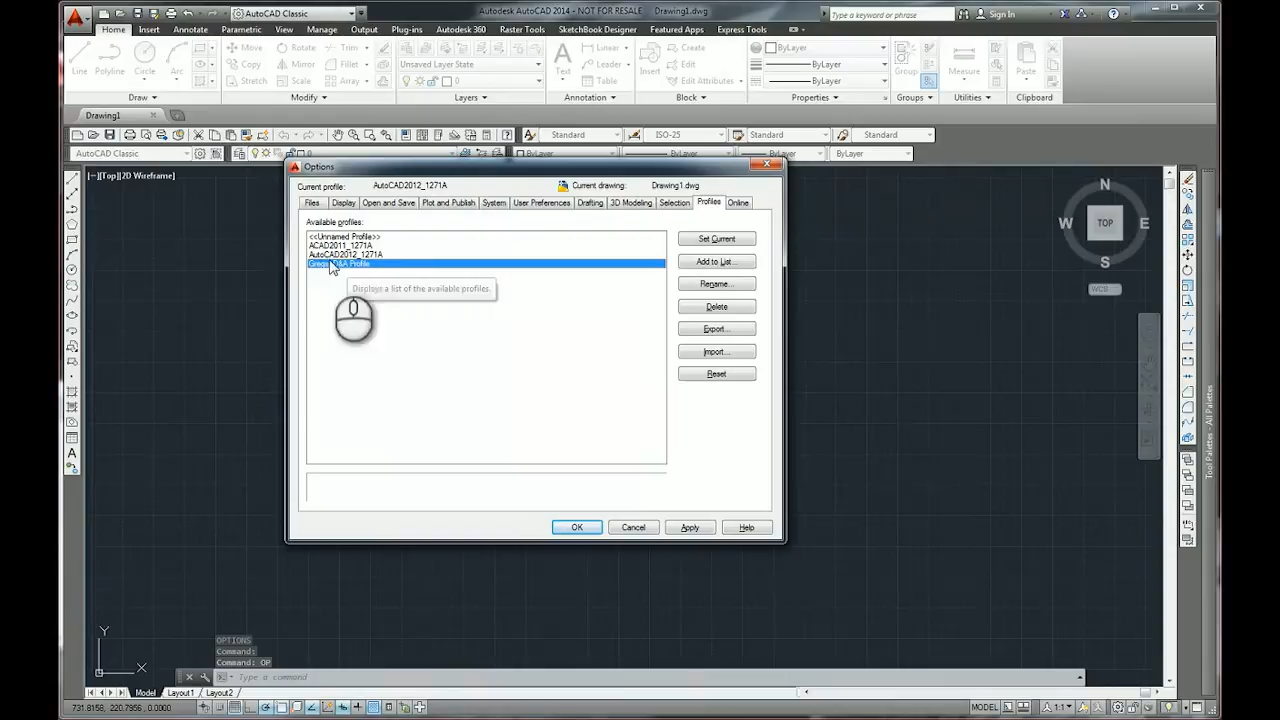 AutoCAD Classic
Autodesk AutoCAD 2014 - NOT FOR RESALE Drawing1.dwg
Type a keyword or phrase
Sign In
Home Insert Annotate Parametric View Manage Output Plug-ins Autodesk 360 Raster Tools SketchBook Designer Featured Apps Express Tools
Line Polyline Circle Arc
Move Rotate Trim
Copy Mirror Fillet
Stretch Scale Array
Unsaved Layer State
0
Text
Linear
Leader
Table
Insert
Create
Edit
Edit Attributes
ByLayer
ByLayer
ByLayer
Group
Measure
Paste
Draw Modify Layers Annotation Block Properties Groups Utilities Clipboard
Drawing1
Standard ISO-25 Standard Standard
AutoCAD Classic 0 ByLayer ByLayer ByLayer
[−][Top][2D Wireframe]
Options
Current profile: AutoCAD2012_1271A Current drawing: Drawing1.dwg
Files Display Open and Save Plot and Publish System User Preferences Drafting 3D Modeling Selection Profiles Online
Available profiles:
<<Unnamed Profile>>
ACAD2011_1271A
AutoCAD2012_1271A
Profile
Displays a list of the available profiles.
Set Current
Add to List...
Rename...
Delete
Export...
Import...
Reset
OK Cancel Apply Help
N
W TOP E
S
WCS
Tool Palettes - All Palettes
Y
X
OPTIONS
Command:
Command: OP
Type a command
Model Layout1 Layout2
731.8158, 220.7956, 0.0000
MODEL 1:1